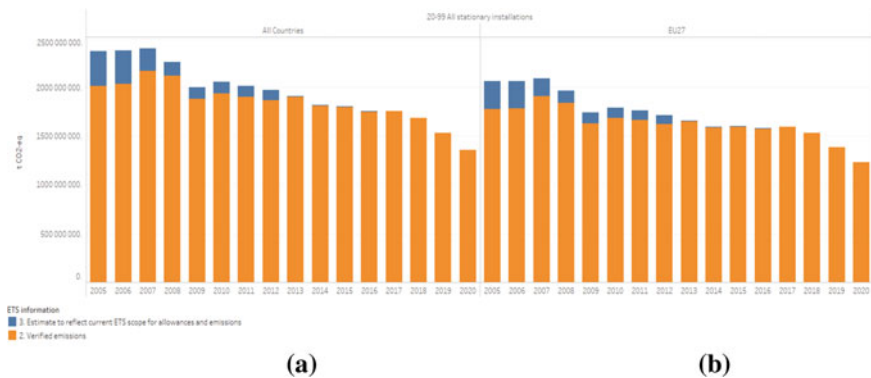 20-99 All stationary installations
All Countries
EU27
2500 000 000.
2000 000 000.
1500 000 000.
1000 000 000.
500 000 000.
0.
t CO2-eq
2005 2006 2007 2008 2009 2010 2011 2012 2013 2014 2015 2016 2017 2018 2019 2020
2005 2006 2007 2008 2009 2010 2011 2012 2013 2014 2015 2016 2017 2018 2019 2020
ETS information
3. Estimate to reflect current ETS scope for allowances and emissions
2. Verified emissions
(a)
(b)